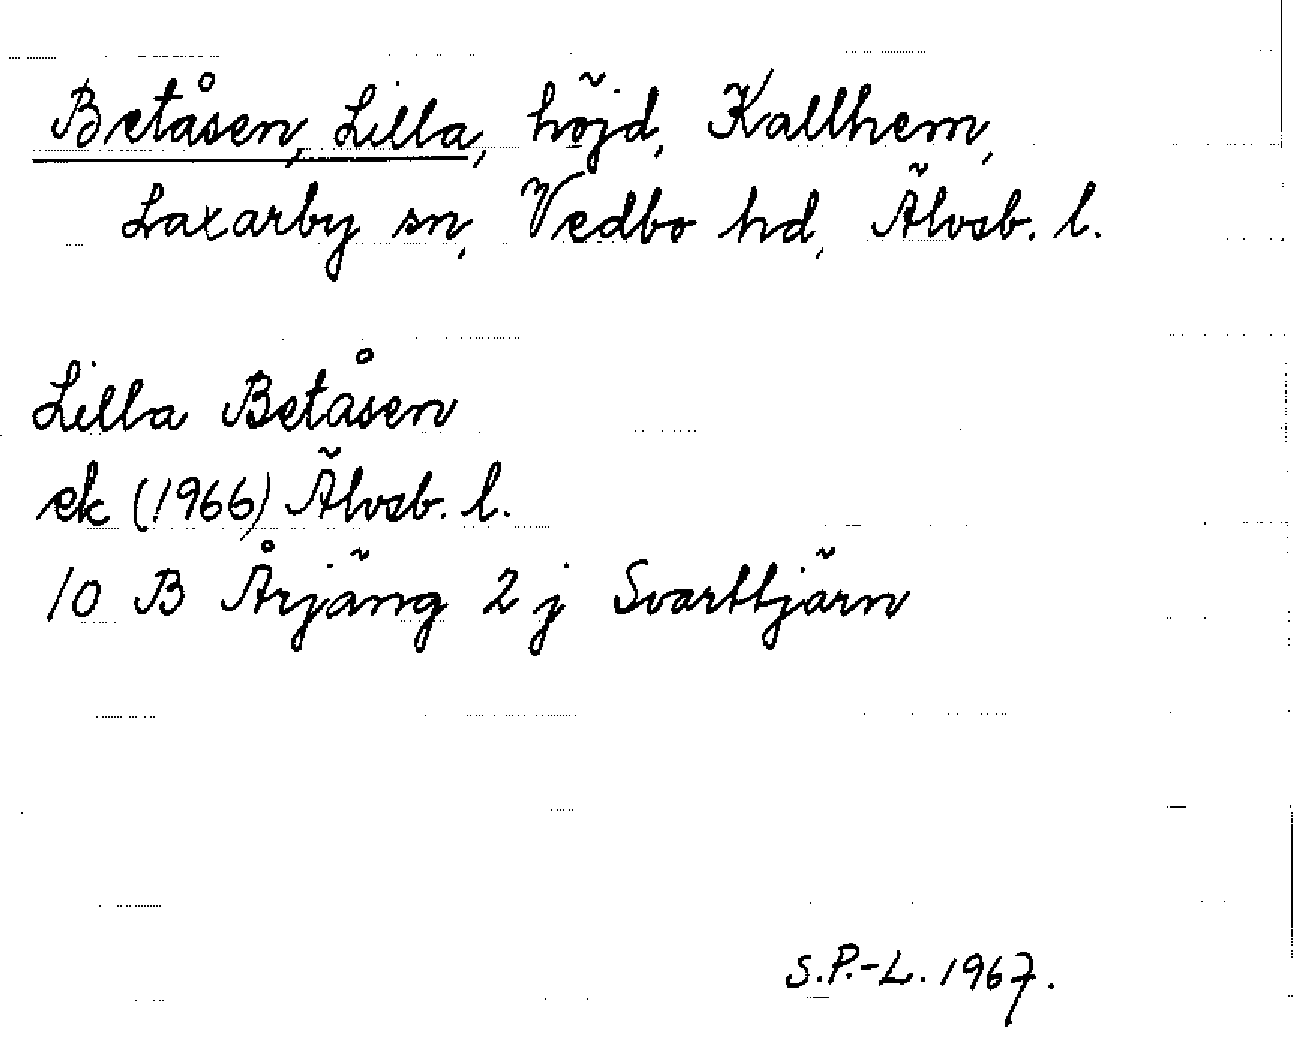 Betåsen, Lilla, höjd, Kallhem,
Laxarby sn, Vedbo hd, Älvsb. l.
Lilla Betåsen
ek (1966) Älvsb. l.
10 B Årjäng 2 j Svarttjärn
S.P.-L. 1967.